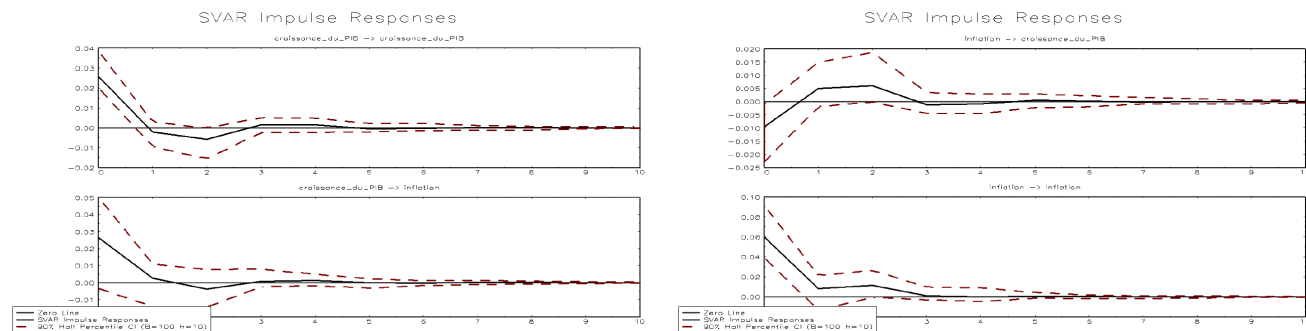 SVAR Impulse Responses
croissance_du_PIB -> croissance_du_PIB
0.04
0.03
0.02
0.01
0.00
-0.01
-0.02
0 1 2 3 4 5 6 7 8 9 10
croissance_du_PIB -> inflation
0.05
0.04
0.03
0.02
0.01
0.00
-0.01
3 4 5 6 7 8 9 10
Zero Line
SVAR Impulse Responses
90% Hall Percentile CI (B=100 h=10)
SVAR Impulse Responses
inflation -> croissance_du_PIB
0.020
0.015
0.010
0.005
0.000
-0.005
-0.010
-0.015
-0.020
-0.025
0 1 2 3 4 5 6 7 8 9 10
inflation -> inflation
0.10
0.08
0.06
0.04
0.02
0.00
3 4 5 6 7 8 9 1
Zero Line
SVAR Impulse Responses
90% Hall Percentile CI (B=100 h=10)